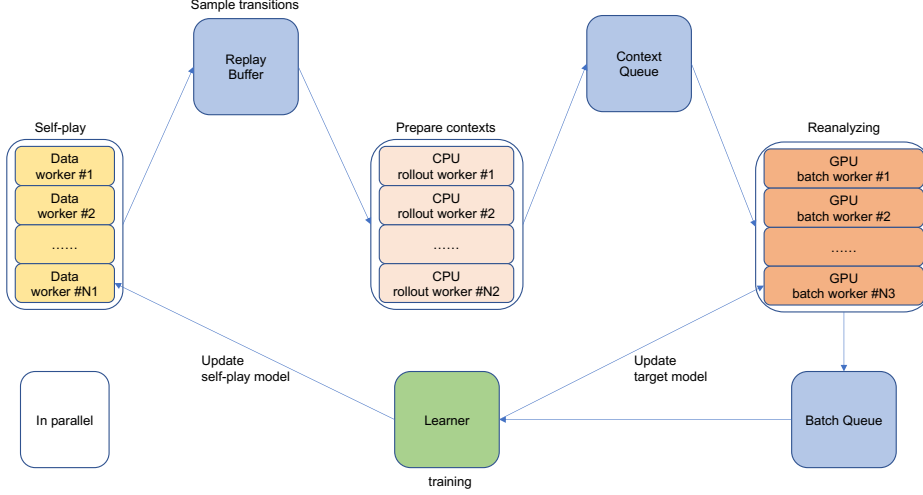 Sample transitions
Replay
Buffer
Context
Queue
Self-play
Prepare contexts
Reanalyzing
Data
worker #1
Data
worker #2
......
Data
worker #N1
CPU
rollout worker #1
CPU
rollout worker #2
......
CPU
rollout worker #N2
GPU
batch worker #1
GPU
batch worker #2
......
GPU
batch worker #N3
Update
self-play model
Update
target model
In parallel
Learner
Batch Queue
training